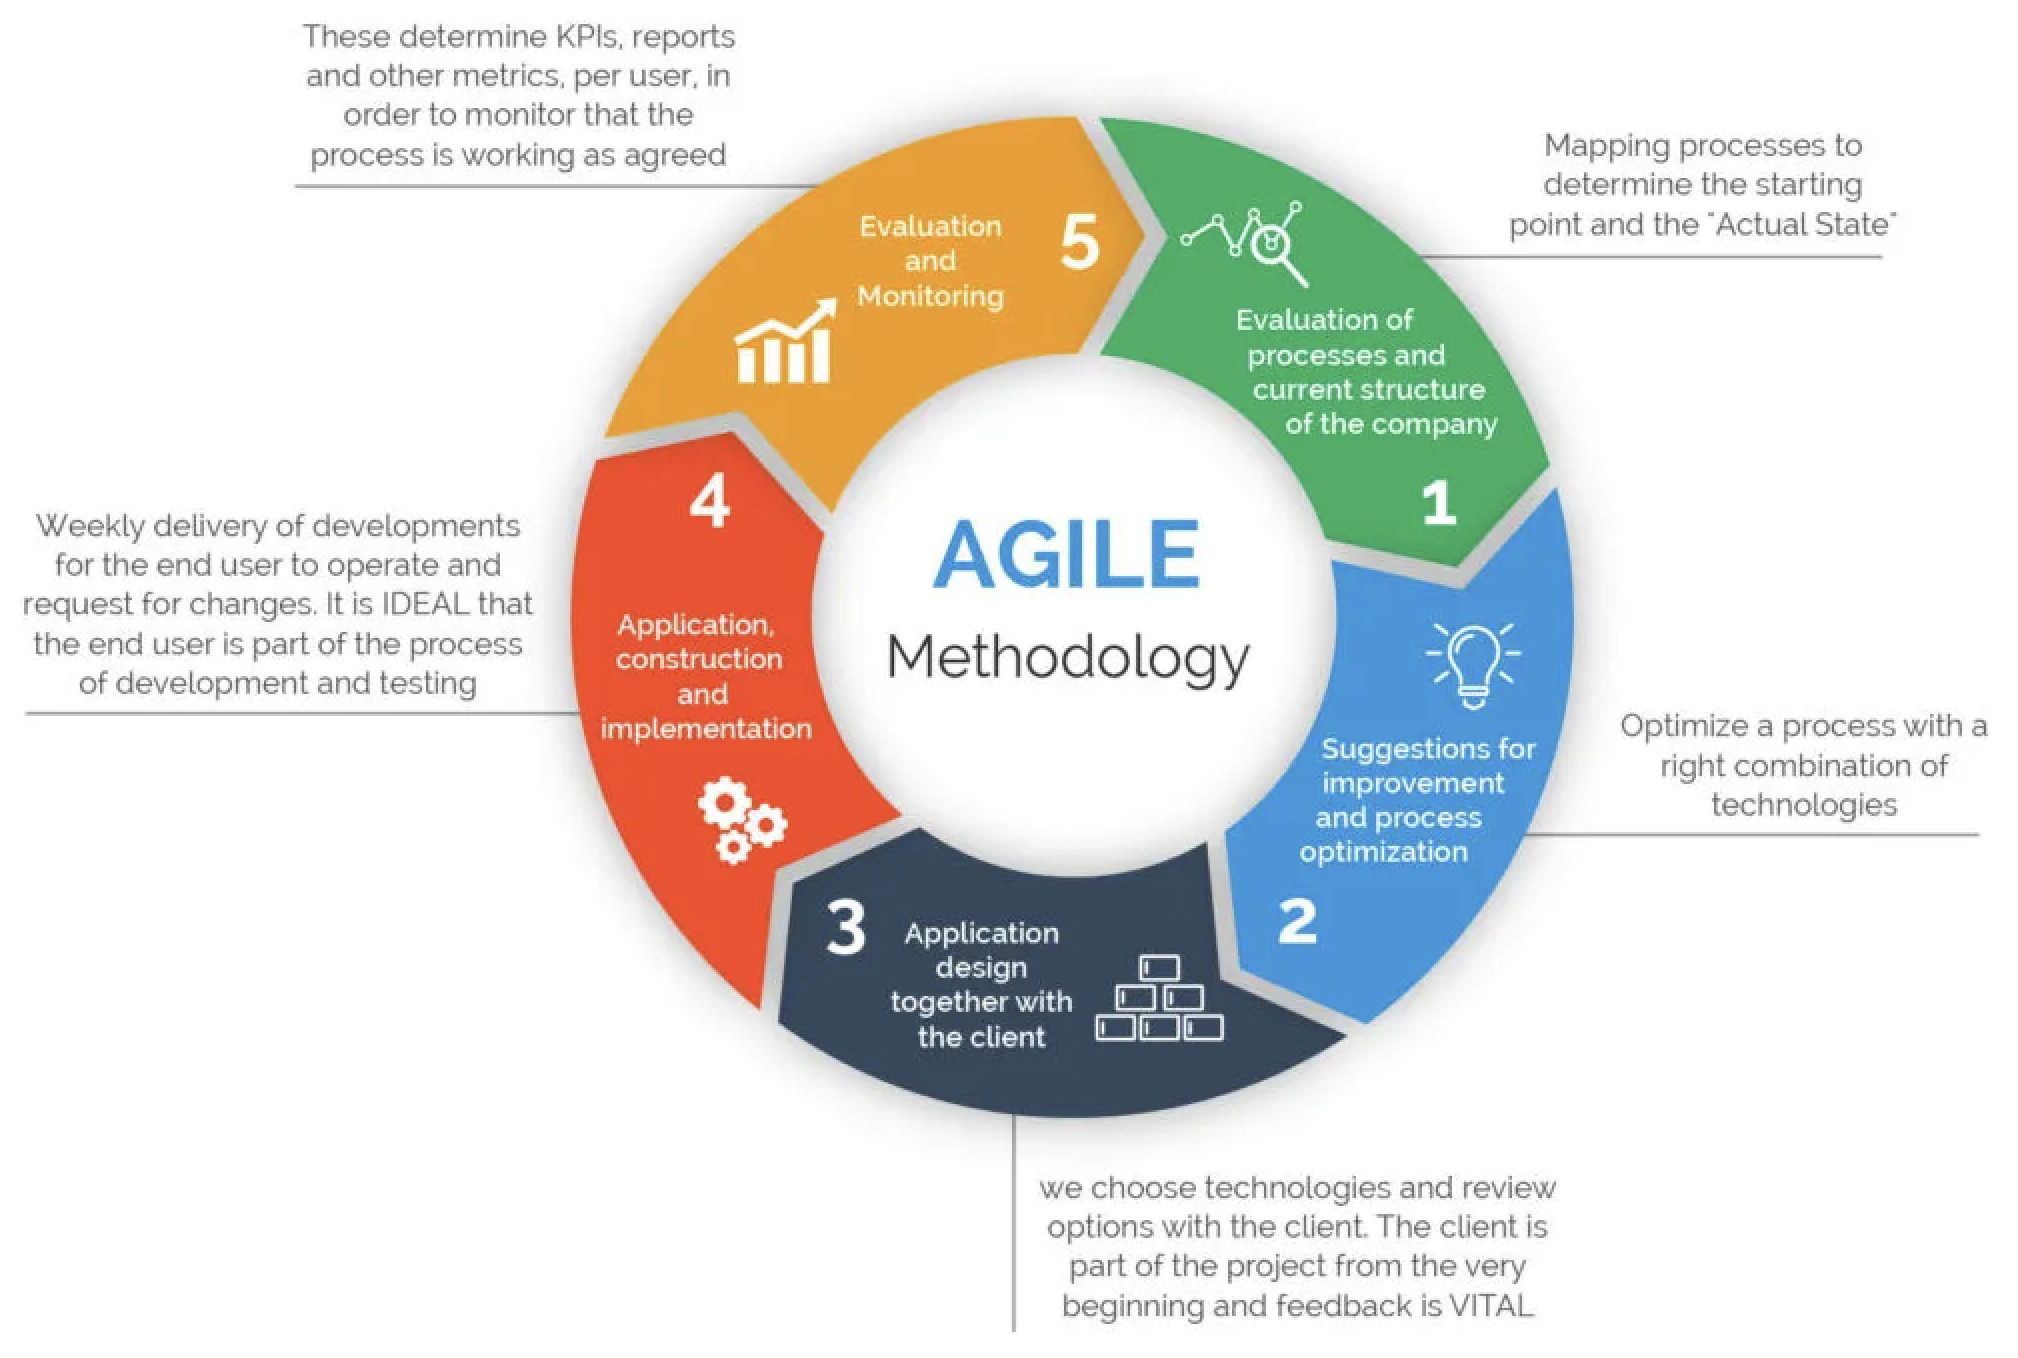 These determine KPIs, reports
and other metrics, per user, in
order to monitor that the
process is working as agreed
Mapping processes to
determine the starting
point and the "Actual State"
Evaluation
and
Monitoring
5
Evaluation of
processes and
current structure
of the company
1
AGILE
Methodology
4
Application,
construction
and
implementation
Weekly delivery of developments
for the end user to operate and
request for changes. It is IDEAL that
the end user is part of the process
of development and testing
Suggestions for
improvement
and process
optimization
2
Optimize a process with a
right combination of
technologies
3
Application
design
together with
the client
we choose technologies and review
options with the client. The client is
part of the project from the very
beginning and feedback is VITAL